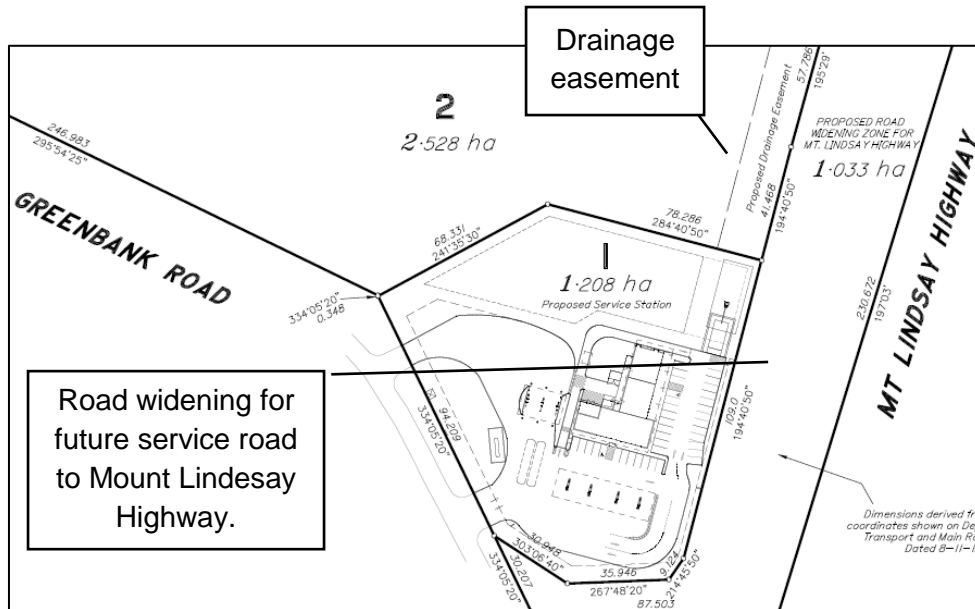 Drainage
easement
2
2·528 ha
246.983
295°54'25"
GREENBANK ROAD
57.786
195°29'
Proposed Drainage Easement
41.468
194°40'50"
PROPOSED ROAD
WIDENING ZONE FOR
MT. LINDSAY HIGHWAY
1·033 ha
MT LINDSAY HIGHWAY
230.672
197°03'
68.331
241°35'30"
78.286
284°40'50"
1
1·208 ha
Proposed Service Station
334°05'20"
0.348
Road widening for
future service road
to Mount Lindesay
Highway.
94.209
334°05'20"
109.0
194°40'50"
30.948
303°06'40"
30.207
334°05'20"
35.946
267°48'20"
9.124
214°45'50"
87.503
Dimensions derived
coordinates shown on
Transport and Main
Dated 8-11-